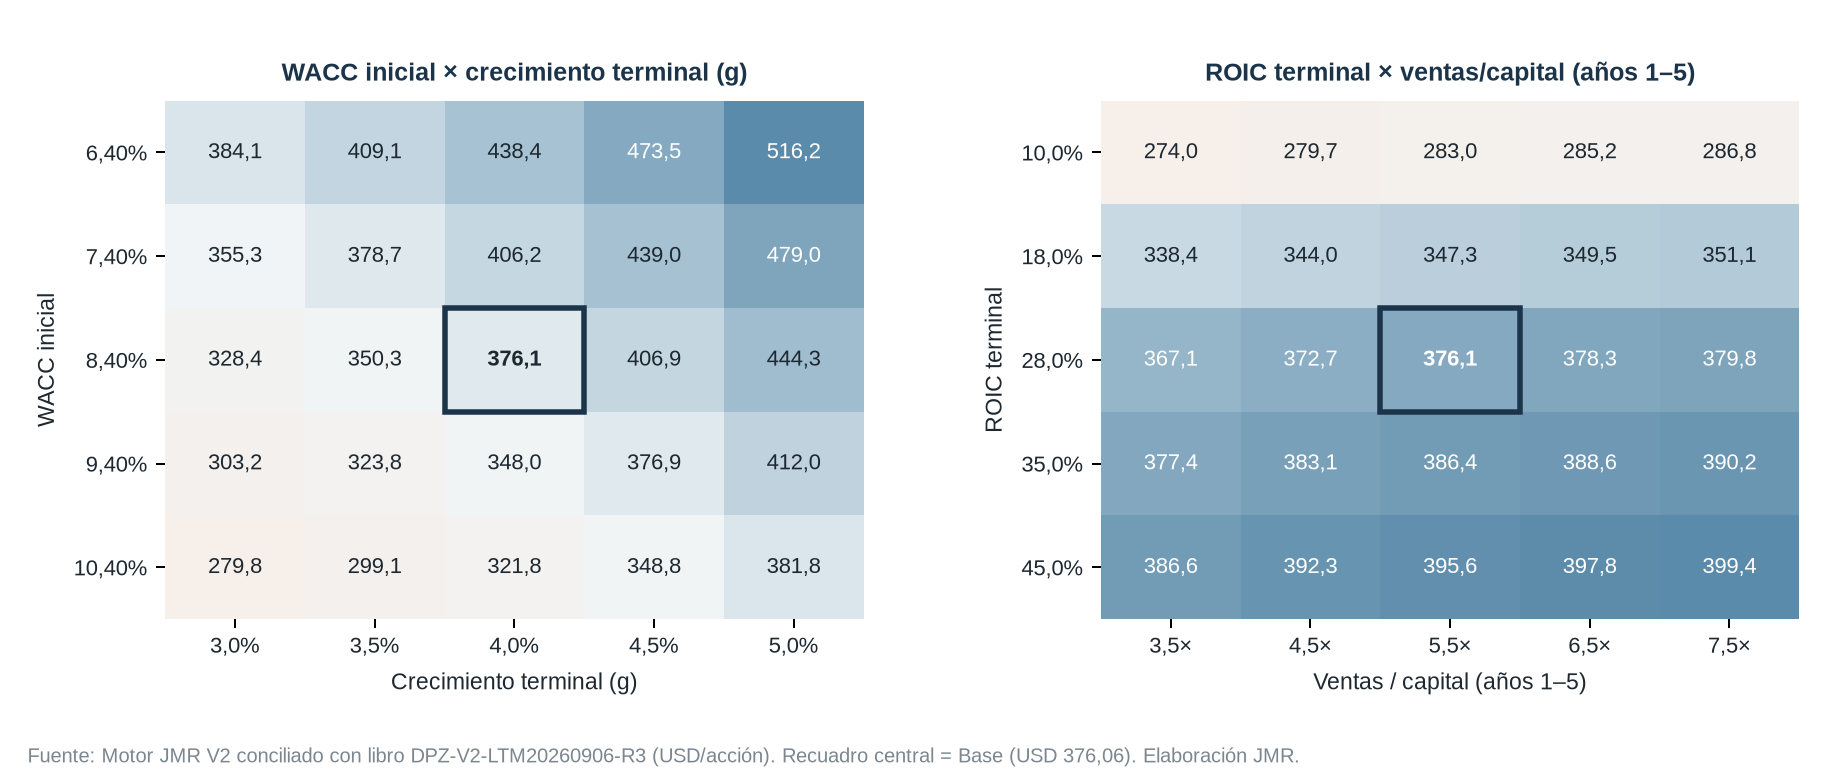 WACC inicial × crecimiento terminal (g)
WACC inicial
6,40% 384,1 409,1 438,4 473,5 516,2
7,40% 355,3 378,7 406,2 439,0 479,0
8,40% 328,4 350,3 376,1 406,9 444,3
9,40% 303,2 323,8 348,0 376,9 412,0
10,40% 279,8 299,1 321,8 348,8 381,8
3,0% 3,5% 4,0% 4,5% 5,0%
Crecimiento terminal (g)
ROIC terminal × ventas/capital (años 1–5)
ROIC terminal
10,0% 274,0 279,7 283,0 285,2 286,8
18,0% 338,4 344,0 347,3 349,5 351,1
28,0% 367,1 372,7 376,1 378,3 379,8
35,0% 377,4 383,1 386,4 388,6 390,2
45,0% 386,6 392,3 395,6 397,8 399,4
3,5× 4,5× 5,5× 6,5× 7,5×
Ventas / capital (años 1–5)
Fuente: Motor JMR V2 conciliado con libro DPZ-V2-LTM20260906-R3 (USD/acción). Recuadro central = Base (USD 376,06). Elaboración JMR.